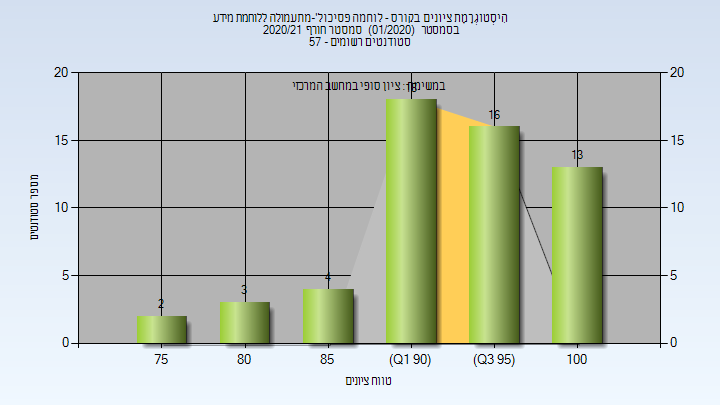 היסטוגרמת ציונים בקורס - לוחמה פסיכול'-מתעמולה ללוחמת מידע
בסמסטר (01/2020) סמסטר חורף 2020/21
סטודנטים רשומים - 57
במשימה: ציון סופי במחשב המרכזי
20 20
15 15
10 10
5 5
0 0
18
16
13
4
3
2
מספר סטודנטים
75 80 85 (Q1 90) (Q3 95) 100
טווח ציונים